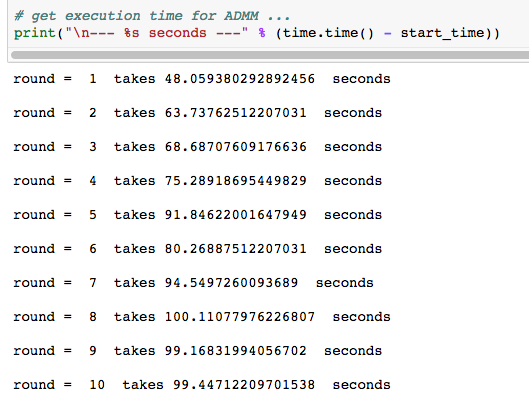 # get execution time for ADMM ...
print("\n--- %s seconds ---" % (time.time() - start_time))
round =  1  takes 48.059380292892456  seconds
round =  2  takes 63.73762512207031  seconds
round =  3  takes 68.68707609176636  seconds
round =  4  takes 75.28918695449829  seconds
round =  5  takes 91.84622001647949  seconds
round =  6  takes 80.26887512207031  seconds
round =  7  takes 94.5497260093689  seconds
round =  8  takes 100.11077976226807  seconds
round =  9  takes 99.16831994056702  seconds
round =  10  takes 99.44712209701538  seconds